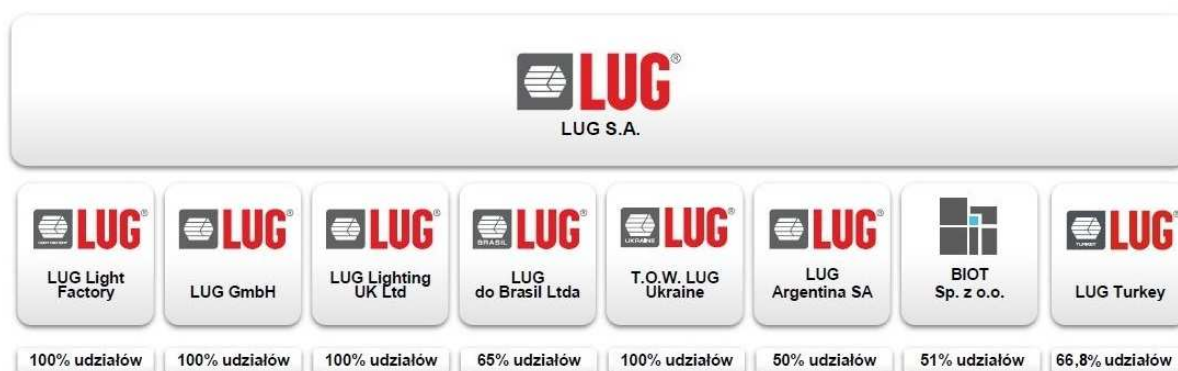 LUG®
LUG S.A.
LUG® LUG® LUG® BRASIL LUG® UKRAINE LUG® LUG® TURKEY LUG®
LUG Light
Factory
LUG GmbH
LUG Lighting
UK Ltd
LUG
do Brasil Ltda
T.O.W. LUG
Ukraine
LUG
Argentina SA
BIOT
Sp. z o.o.
LUG Turkey
100% udziałów
100% udziałów
100% udziałów
65% udziałów
100% udziałów
50% udziałów
51% udziałów
66,8% udziałów